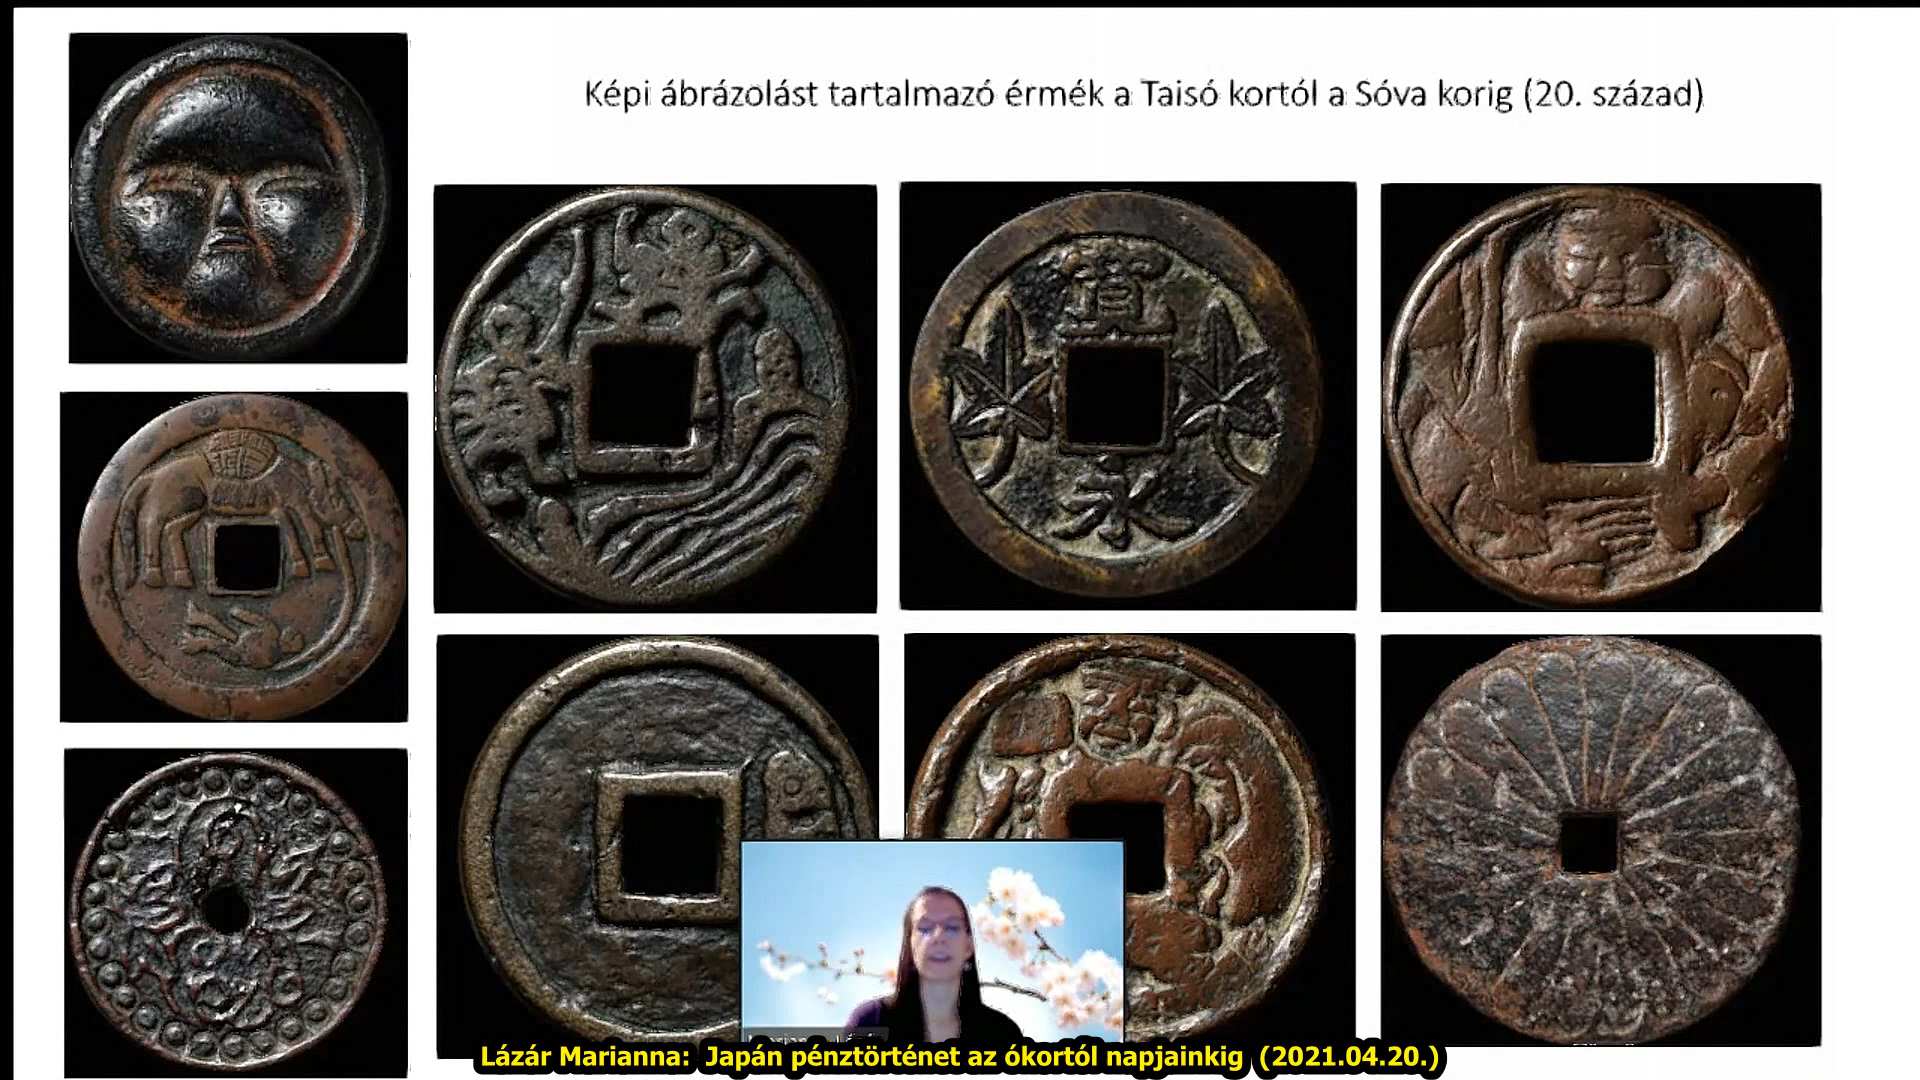 Képi ábrázolást tartalmazó érmék a Taisó kortól a Sóva korig (20. század)
寛
永
Lázár Marianna: Japán pénztörténet az ókortól napjainkig (2021.04.20.)